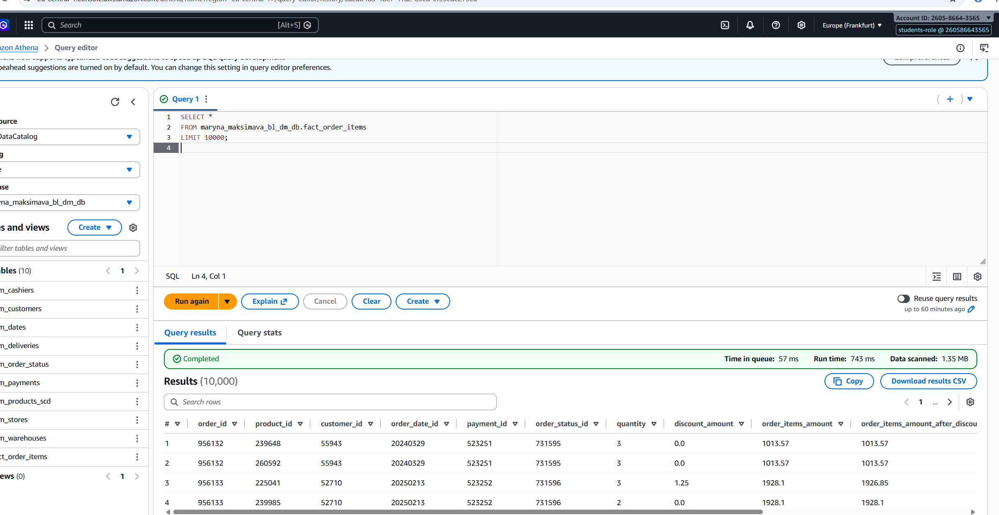 Search [Alt+S] Europe (Frankfurt) Account ID: 2605-8664-3565
students-role @ 260586643565
zon Athena Query editor
peahead suggestions are turned on by default. You can change this setting in query editor preferences.
Query 1
ource
DataCatalog
g
e
ase
na_maksimava_bl_dm_db
1 SELECT *
2 FROM maryna_maksimava_bl_dm_db.fact_order_items
3 LIMIT 10000;
4
s and views Create
ilter tables and views
bles (10) 1
m_cashiers
m_customers
m_dates
m_deliveries
m_order_status
m_payments
m_products_scd
m_stores
m_warehouses
ct_order_items
ews (0) 1
SQL Ln 4, Col 1
Run again Explain Cancel Clear Create Reuse query results
up to 60 minutes ago
Query results Query stats
Completed Time in queue: 57 ms Run time: 743 ms Data scanned: 1.35 MB
Results (10,000) Copy Download results CSV
Search rows 1 ...
# order_id product_id customer_id order_date_id payment_id order_status_id quantity discount_amount order_items_amount order_items_amount_after_discou
1 956132 239648 55943 20240329 523251 731595 3 0.0 1013.57 1013.57
2 956132 260592 55943 20240329 523251 731595 3 0.0 1013.57 1013.57
3 956133 225041 52710 20250213 523252 731596 3 1.25 1928.1 1926.85
4 956133 239985 52710 20250213 523252 731596 2 0.0 1928.1 1928.1